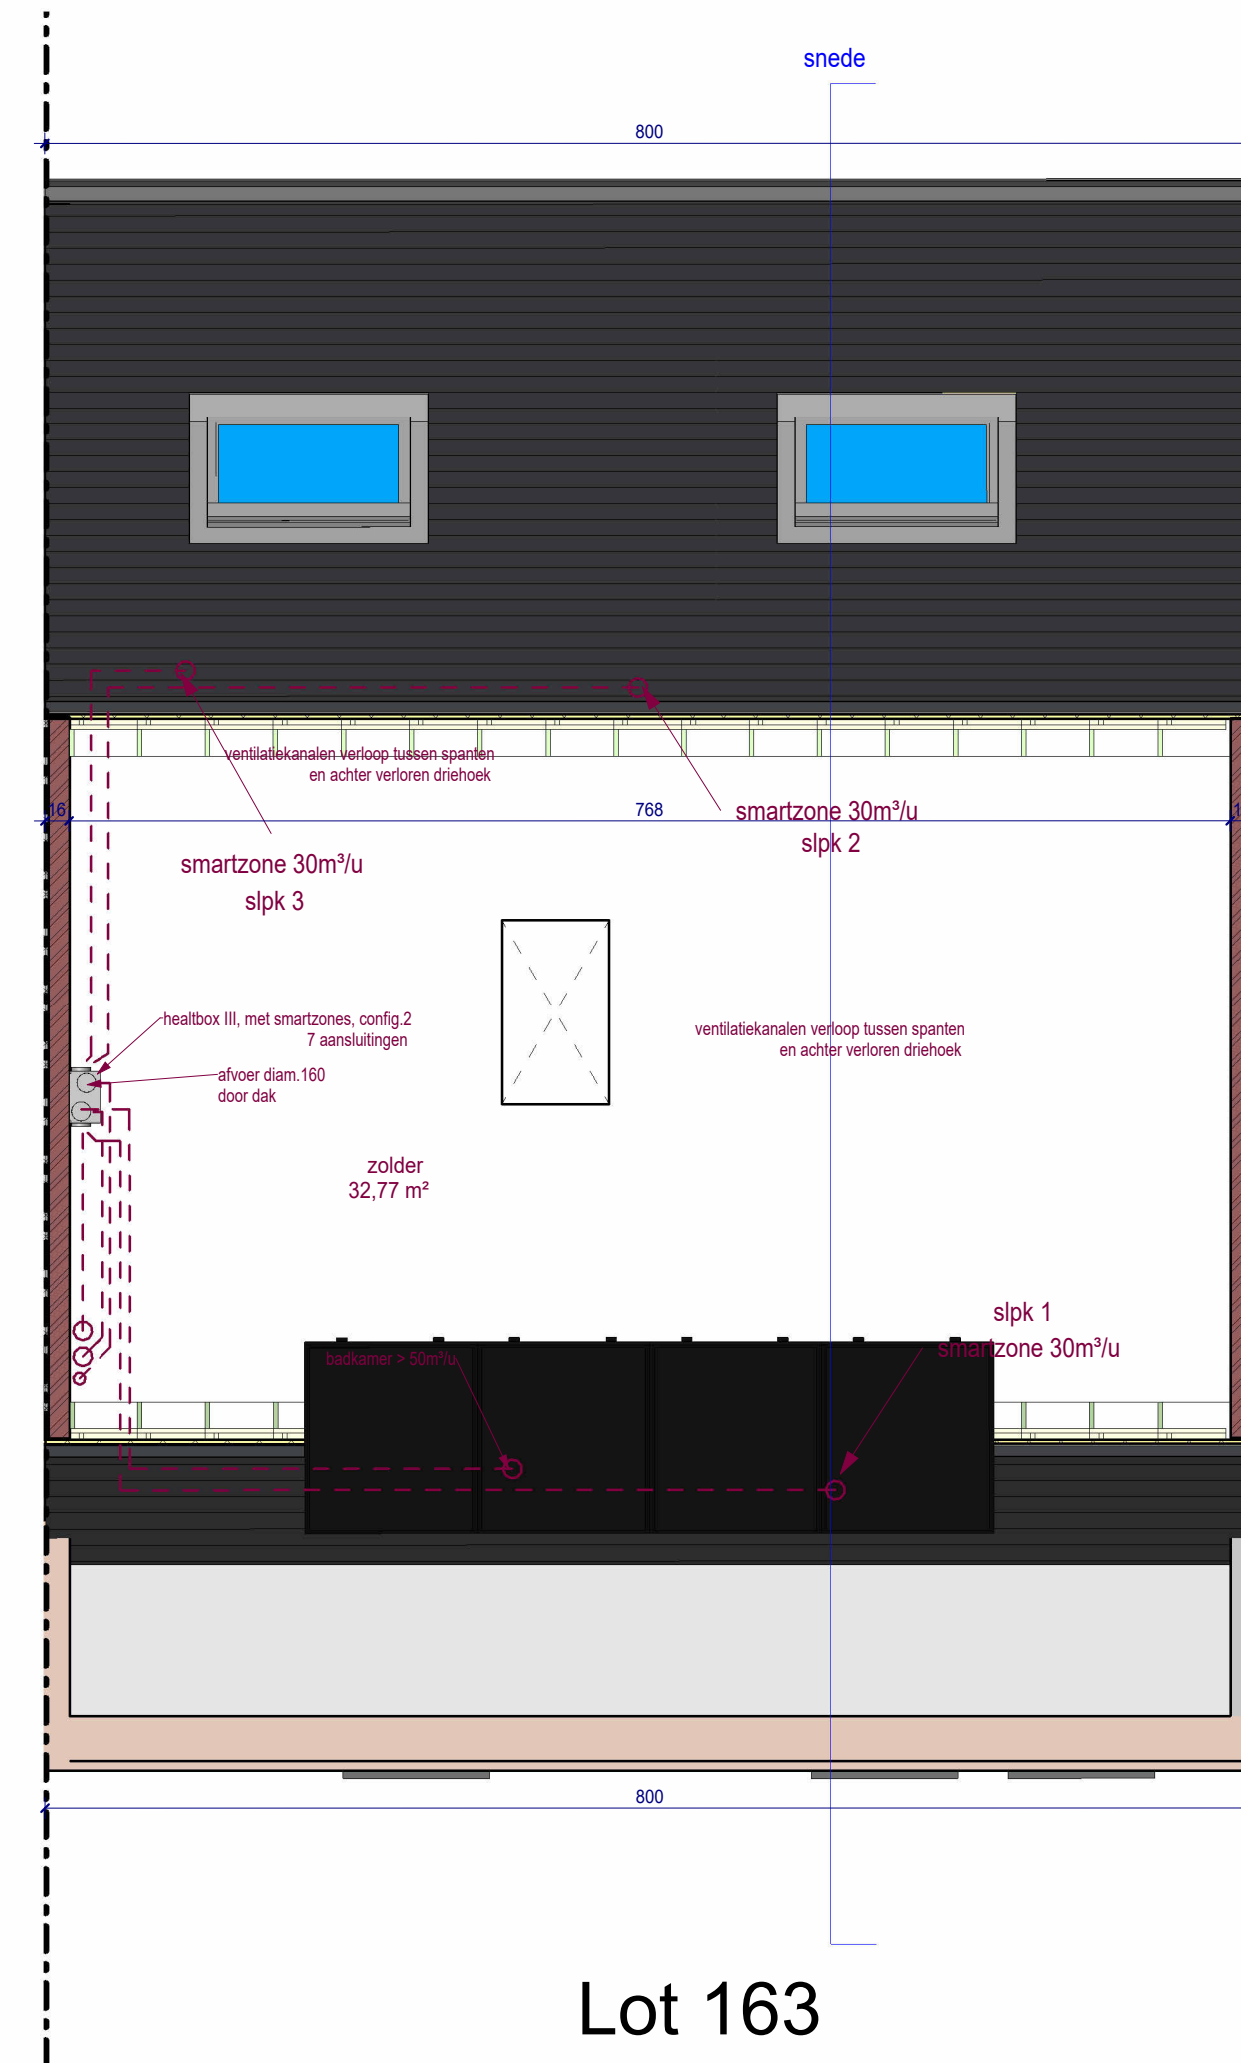 snede
800
ventilatiekanalen verloop tussen spanten
en achter verloren driehoek
16
768
1
smartzone 30m³/u
slpk 2
smartzone 30m³/u
slpk 3
healtbox III, met smartzones, config.2
7 aansluitingen
ventilatiekanalen verloop tussen spanten
en achter verloren driehoek
afvoer diam.160
door dak
zolder
32,77 m²
slpk 1
smartzone 30m³/u
badkamer > 50m³/u
800
Lot 163